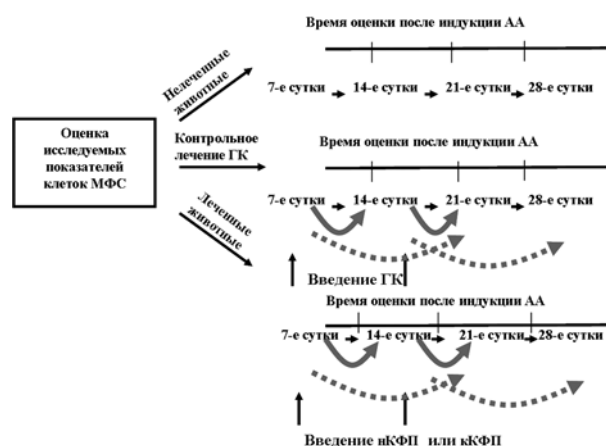 Время оценки после индукции АА
7-е сутки 14-е сутки 21-е сутки 28-е сутки
Нелеченные
животные
Оценка
исследуемых
показателей
клеток МФС
Контрольное
лечение ГК
Время оценки после индукции АА
7-е сутки 14-е сутки 21-е сутки 28-е сутки
Введение ГК
Леченные
животные
Время оценки после индукции АА
7-е сутки 14-е сутки 21-е сутки 28-е сутки
Введение нКФП или кКФП